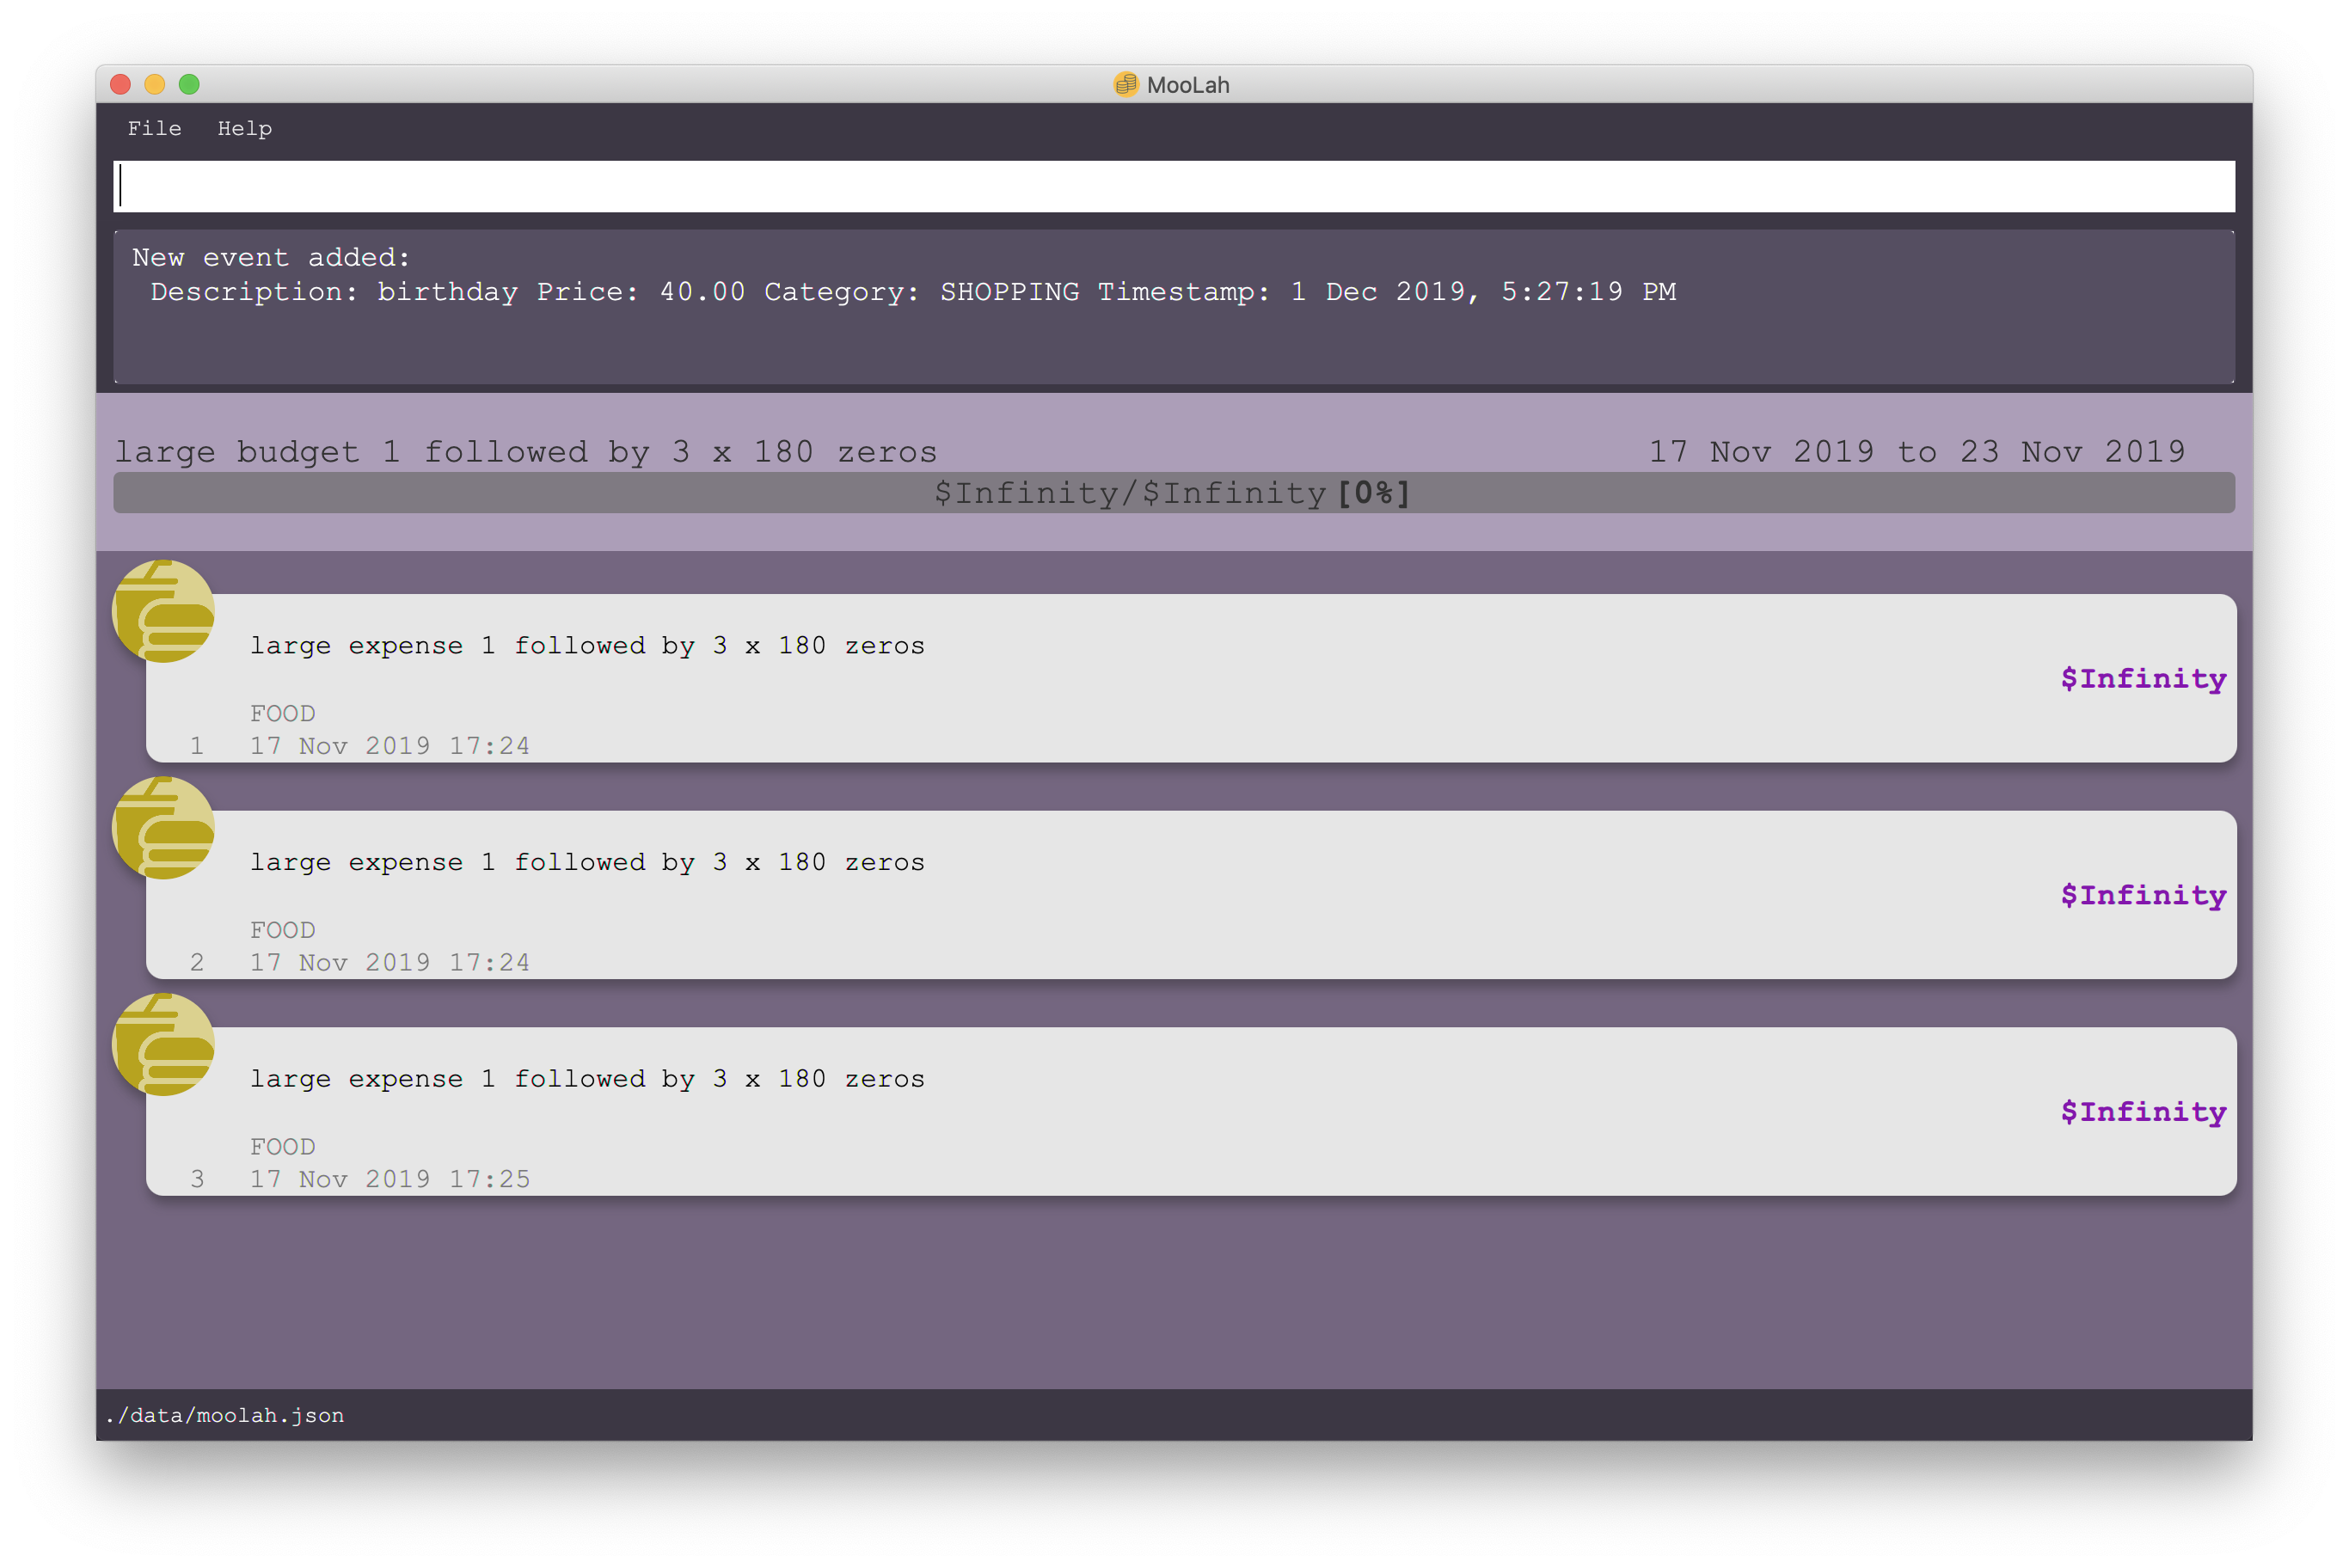 MooLah
File Help
New event added:
Description: birthday Price: 40.00 Category: SHOPPING Timestamp: 1 Dec 2019, 5:27:19 PM
large budget 1 followed by 3 x 180 zeros 17 Nov 2019 to 23 Nov 2019
$Infinity/$Infinity [0%]
large expense 1 followed by 3 x 180 zeros
$Infinity
FOOD
1 17 Nov 2019 17:24
large expense 1 followed by 3 x 180 zeros
$Infinity
FOOD
2 17 Nov 2019 17:24
large expense 1 followed by 3 x 180 zeros
$Infinity
FOOD
3 17 Nov 2019 17:25
./data/moolah.json